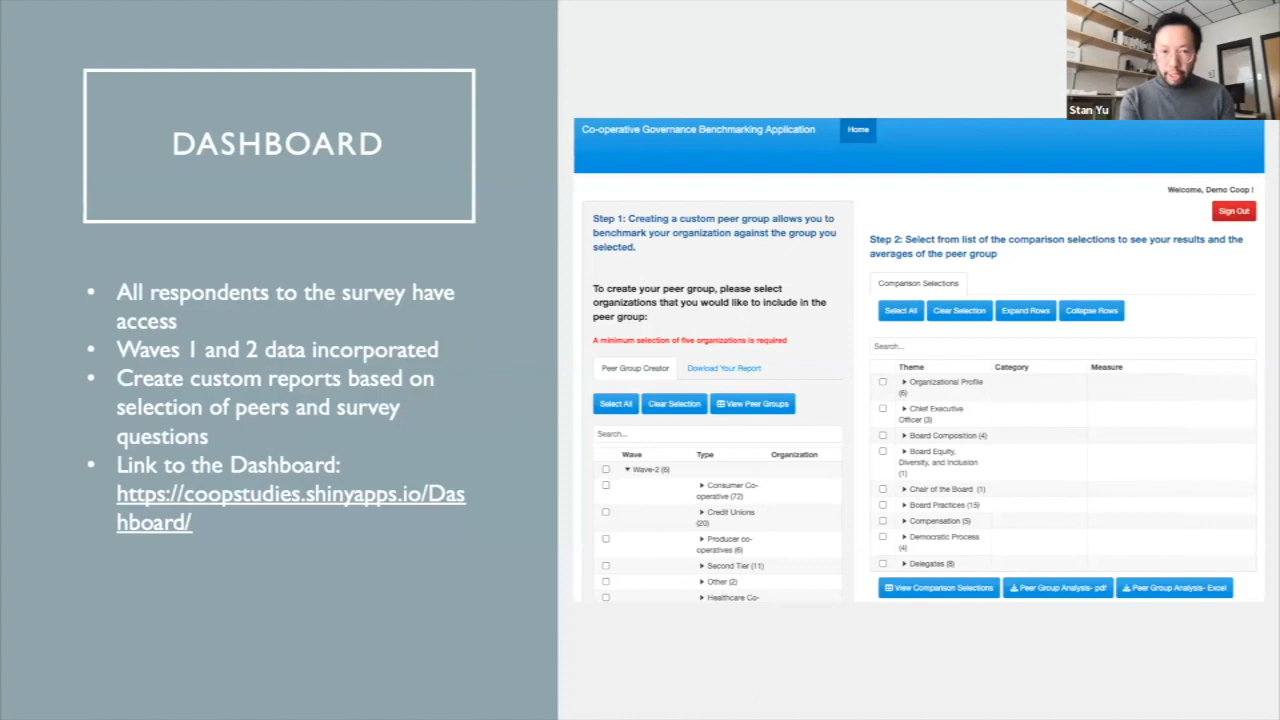 DASHBOARD
• All respondents to the survey have
access
• Waves 1 and 2 data incorporated
• Create custom reports based on
selection of peers and survey
questions
• Link to the Dashboard:
https://coopstudies.shinyapps.io/Das
hboard/
Stan Yu
Co-operative Governance Benchmarking Application
Home
Welcome, Demo Coop !
Sign Out
Step 1: Creating a custom peer group allows you to
benchmark your organization against the group you
selected.
To create your peer group, please select
organizations that you would like to include in the
peer group:
A minimum selection of five organizations is required
Peer Group Creator Dowload Your Report
Select All Clear Selection View Peer Groups
Search...
Wave Type Organization
Wave-2 (6)
Consumer Co-
operative (72)
Credit Unions
(20)
Producer co-
operatives (6)
Second Tier (11)
Other (2)
Healthcare Co-
Step 2: Select from list of the comparison selections to see your results and the
averages of the peer group
Comparison Selections
Select All Clear Selection Expand Rows Collapse Rows
Search...
Theme Category Measure
Organizational Profile
(6)
Chief Executive
Officer (3)
Board Composition (4)
Board Equity,
Diversity, and Inclusion
(1)
Chair of the Board (1)
Board Practices (15)
Compensation (5)
Democratic Process
(4)
Delegates (8)
View Comparison Selections Peer Group Analysis- pdf Peer Group Analysis- Excel